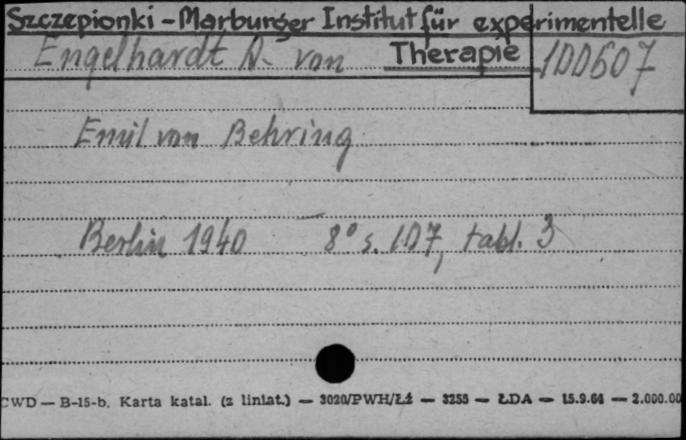 Szczepionki - Marburger Institut für experimentelle
Therapie
Engelhardt A. von
100607
Emil von Behring
Berlin 1940 8° s. 107, tabl. 3
CWD — B-15-b. Karta katal. (z liniat.) — 3020/PWH/Łź — 3255 — ŁDA — 15.9.64 — 2.000.00